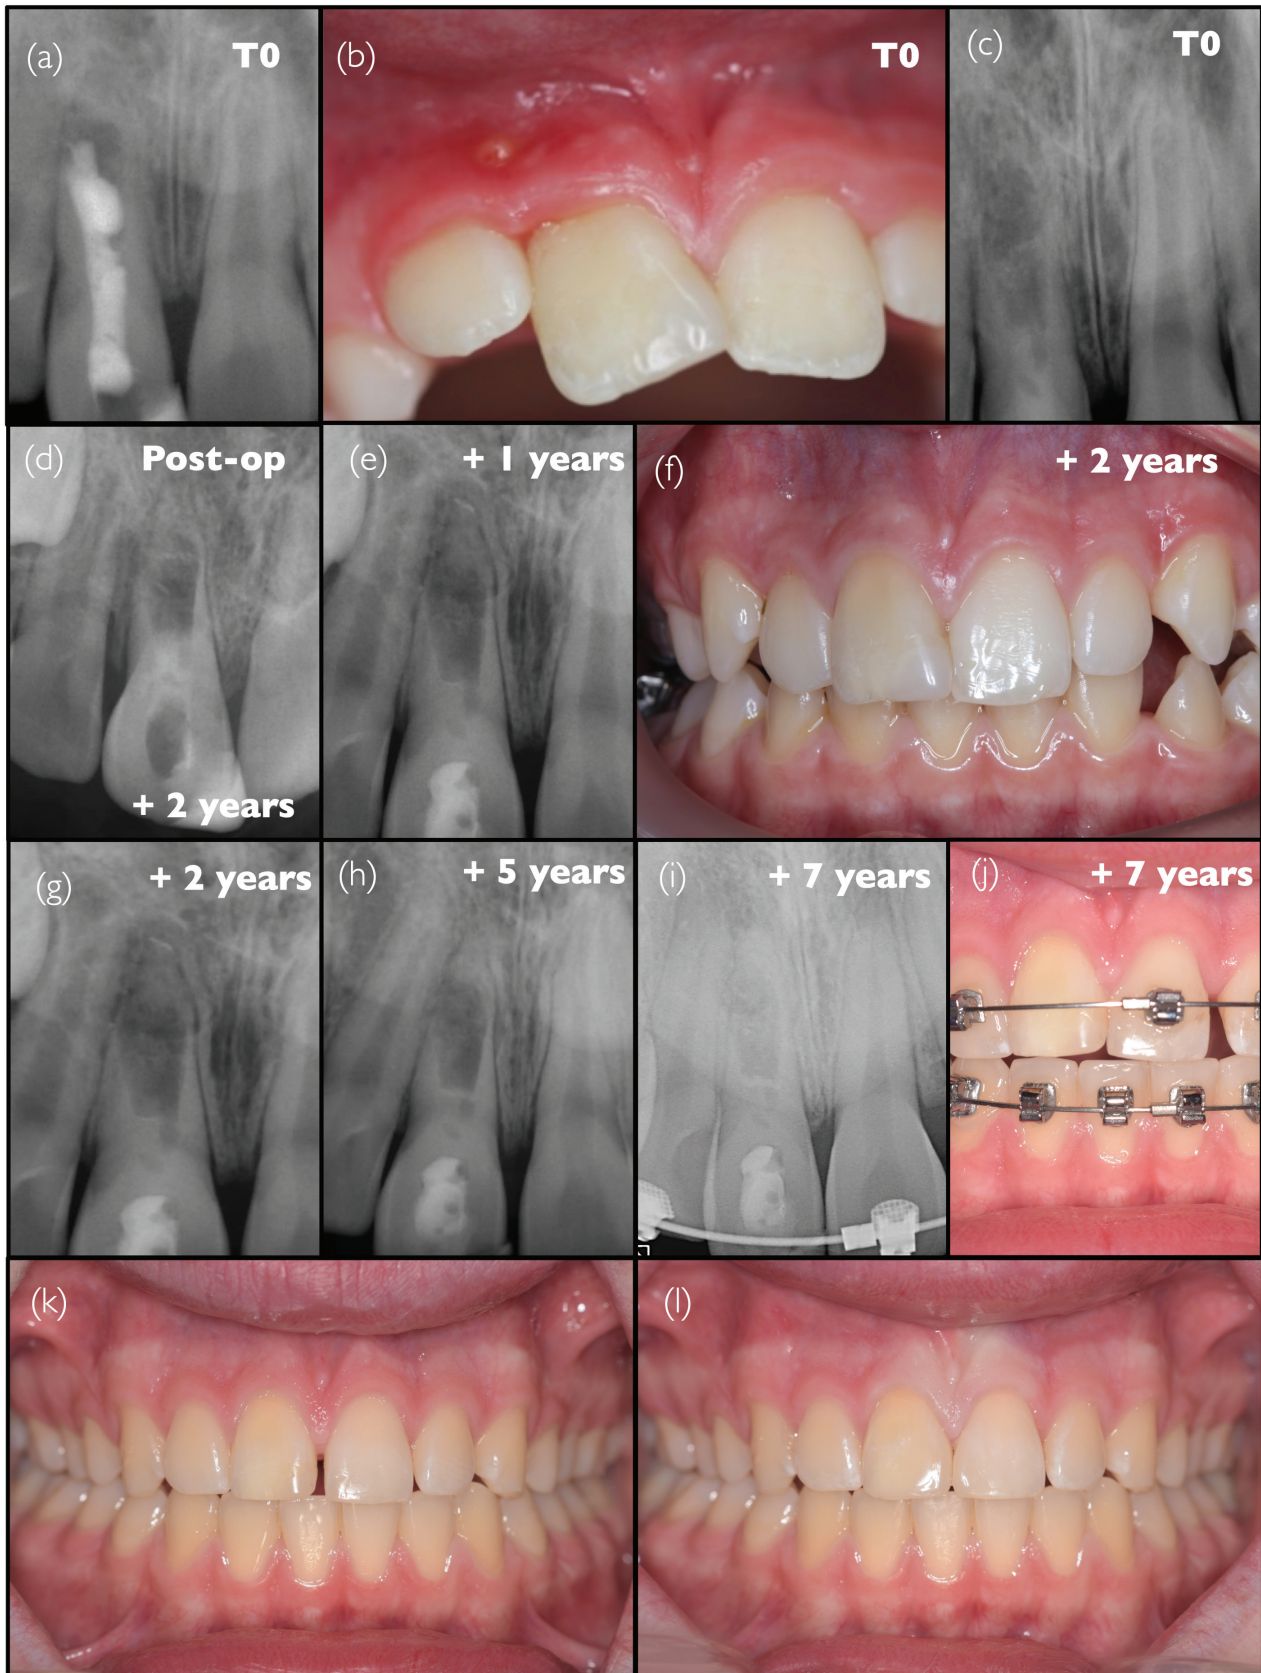 (a) T0
(b) T0
(c) T0
(d) Post-op
+ 2 years
(e) + 1 years
(f) + 2 years
(g) + 2 years
(h) + 5 years
(i) + 7 years
(j) + 7 years
(k)
(l)